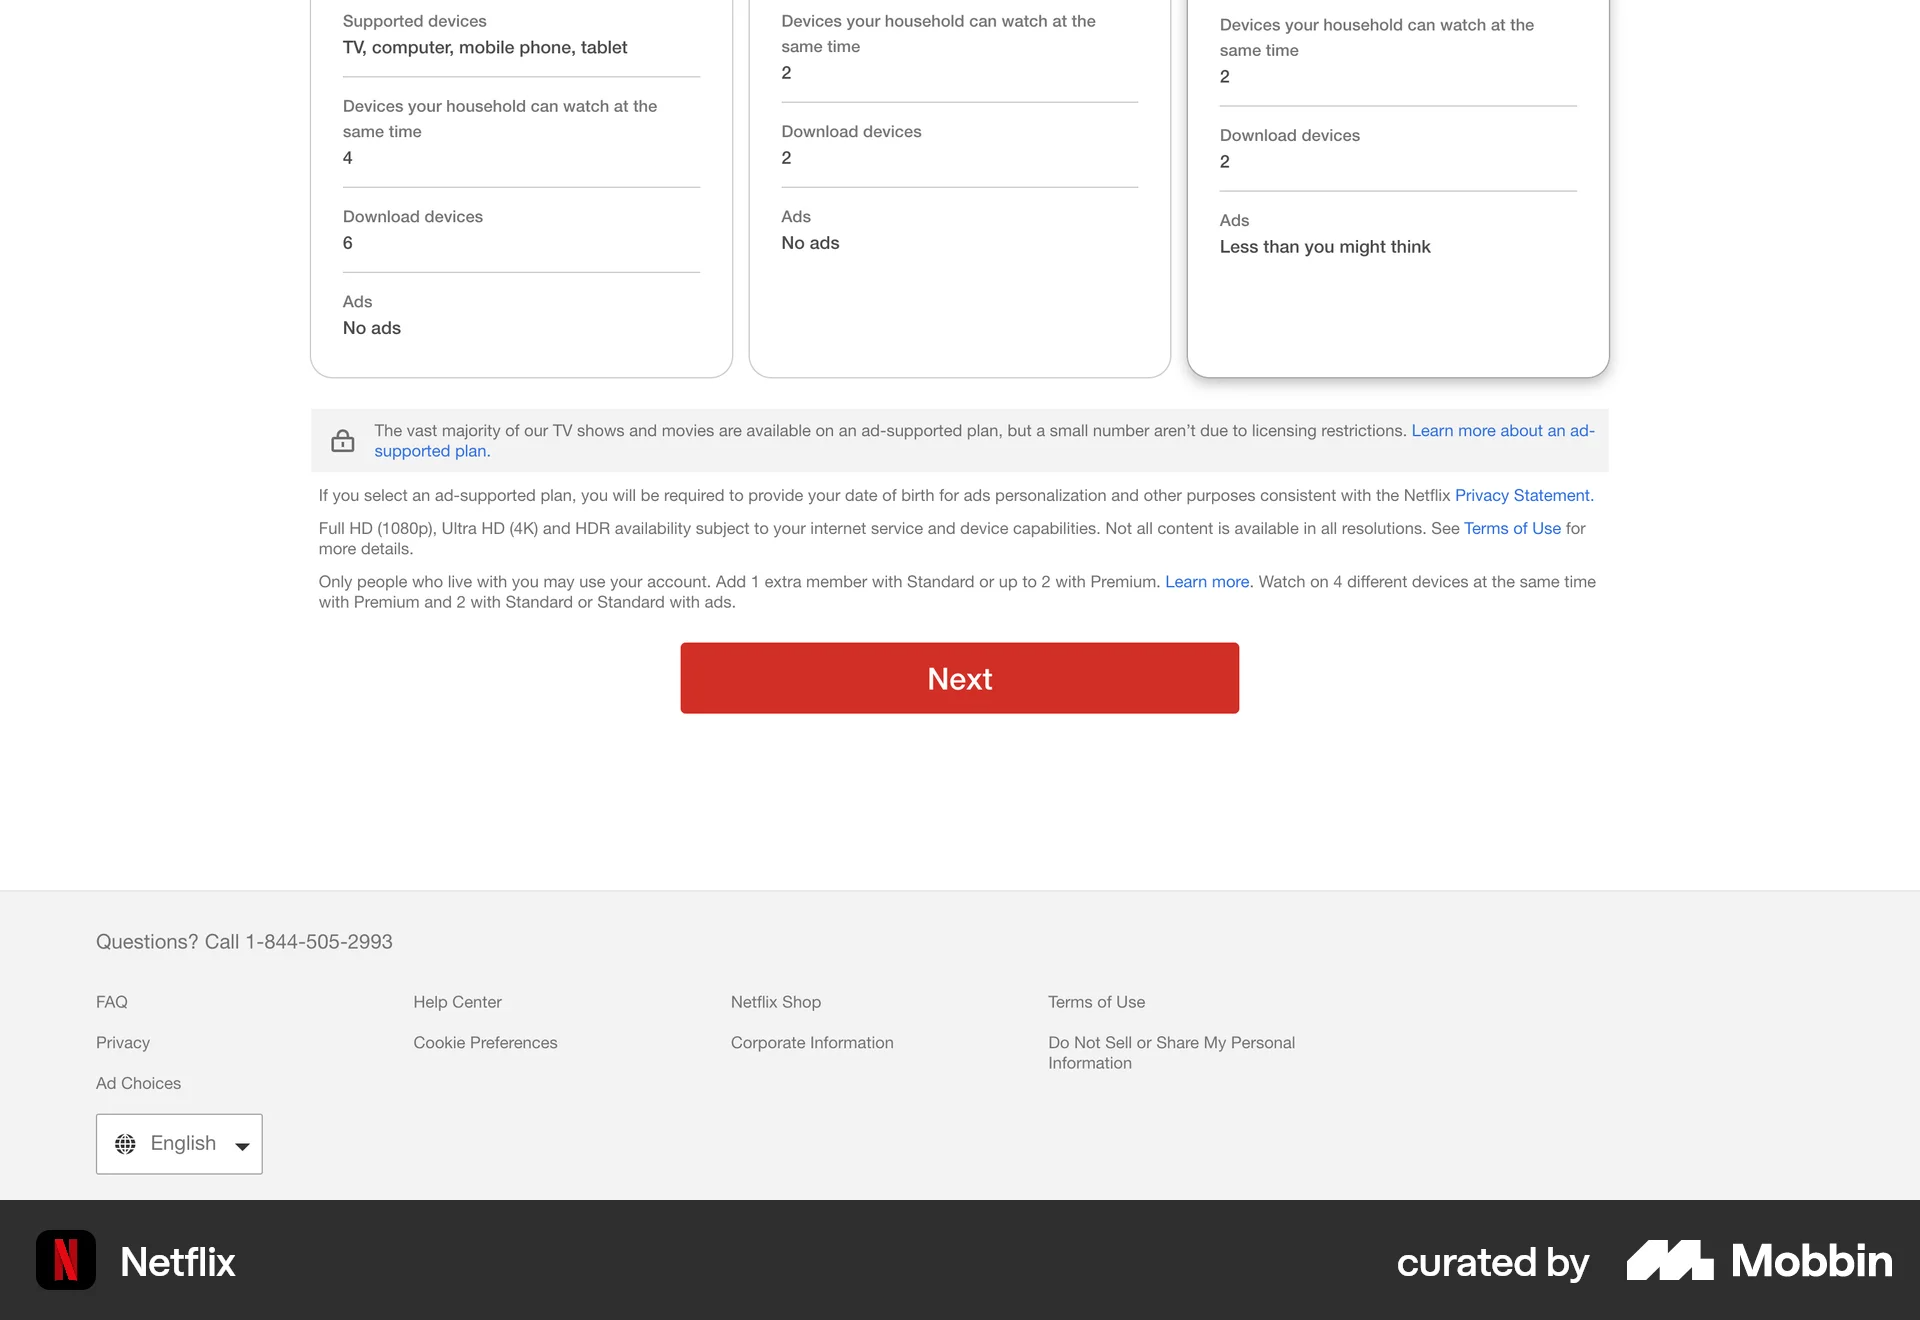 Supported devices
TV, computer, mobile phone, tablet
Devices your household can watch at the
same time
4
Download devices
6
Ads
No ads
Devices your household can watch at the
same time
2
Download devices
2
Ads
No ads
Devices your household can watch at the
same time
2
Download devices
2
Ads
Less than you might think
The vast majority of our TV shows and movies are available on an ad-supported plan, but a small number aren’t due to licensing restrictions. Learn more about an ad-
supported plan.
If you select an ad-supported plan, you will be required to provide your date of birth for ads personalization and other purposes consistent with the Netflix Privacy Statement.
Full HD (1080p), Ultra HD (4K) and HDR availability subject to your internet service and device capabilities. Not all content is available in all resolutions. See Terms of Use for
more details.
Only people who live with you may use your account. Add 1 extra member with Standard or up to 2 with Premium. Learn more. Watch on 4 different devices at the same time
with Premium and 2 with Standard or Standard with ads.
Next
Questions? Call 1-844-505-2993
FAQ
Help Center
Netflix Shop
Terms of Use
Privacy
Cookie Preferences
Corporate Information
Do Not Sell or Share My Personal
Information
Ad Choices
English
Netflix
curated by Mobbin